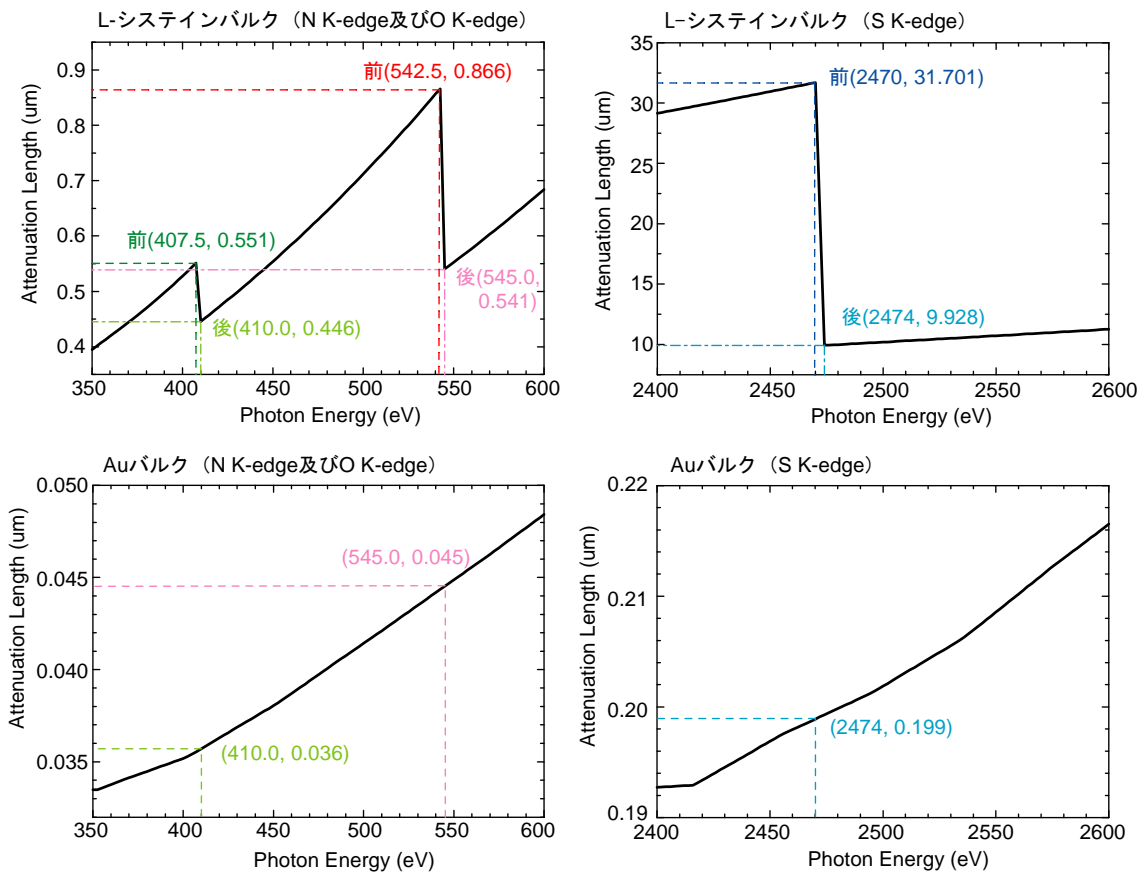 L-システインバルク（N K-edge及びO K-edge）
Attenuation Length (um)
0.9
0.8
0.7
0.6
0.5
0.4
前(542.5, 0.866)
前(407.5, 0.551)
後(545.0,
0.541)
後(410.0, 0.446)
350 400 450 500 550 600
Photon Energy (eV)
L-システインバルク（S K-edge）
Attenuation Length (um)
35
30
25
20
15
10
前(2470, 31.701)
後(2474, 9.928)
2400 2450 2500 2550 2600
Photon Energy (eV)
Auバルク（N K-edge及びO K-edge）
Attenuation Length (um)
0.050
0.045
0.040
0.035
(545.0, 0.045)
(410.0, 0.036)
350 400 450 500 550 600
Photon Energy (eV)
Auバルク（S K-edge）
Attenuation Length (um)
0.22
0.21
0.20
0.19
(2474, 0.199)
2400 2450 2500 2550 2600
Photon Energy (eV)